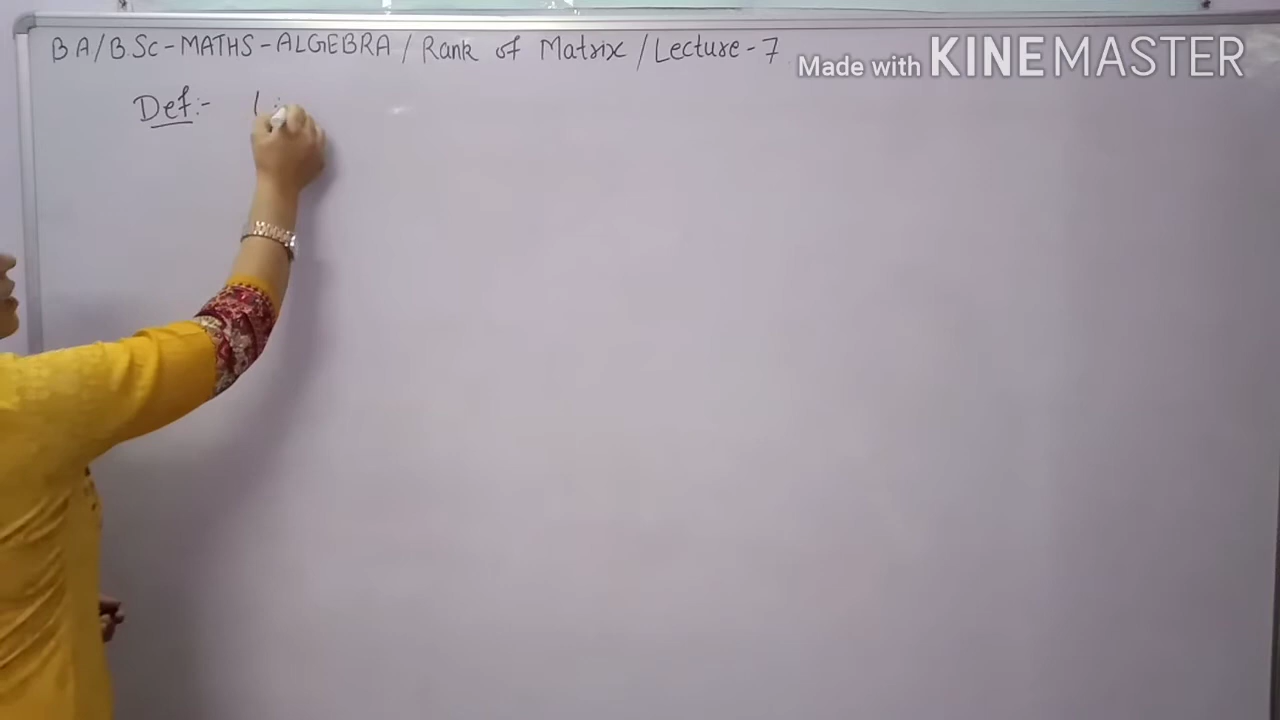 BA/BSc-MATHS-ALGEBRA/Rank of Matrix/Lecture-7
Made with KINEMASTER
Def:-